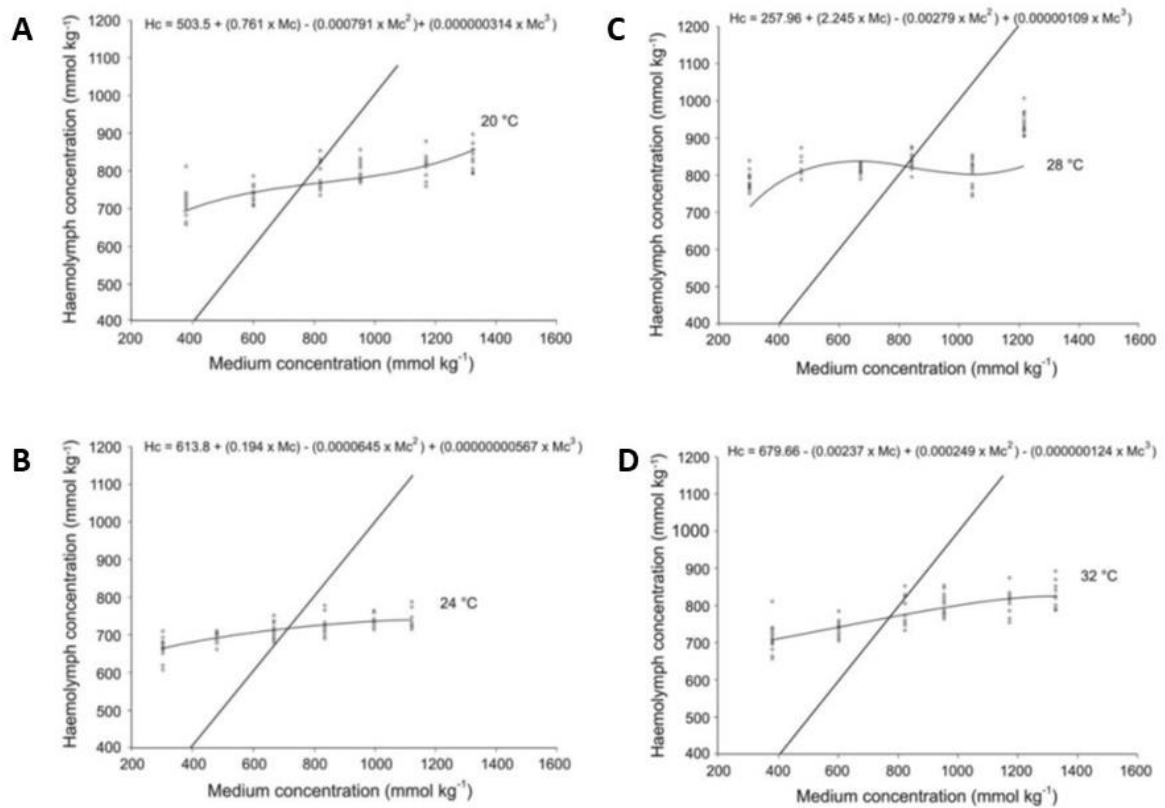 A
Hc = 503.5 + (0.761 x Mc) - (0.000791 x Mc²)+ (0.000000314 x Mc³)
Haemolymph concentration (mmol kg⁻¹)
1200
1100
1000
900
800
700
600
500
400
20 °C
200 400 600 800 1000 1200 1400 1600
Medium concentration (mmol kg⁻¹)
C
Hc = 257.96 + (2.245 x Mc) - (0.00279 x Mc²) + (0.00000109 x Mc³)
Haemolymph concentration (mmol kg⁻¹)
1200
1100
1000
900
800
700
600
500
400
28 °C
200 400 600 800 1000 1200 1400 1600
Medium concentration (mmol kg⁻¹)
B
Hc = 613.8 + (0.194 x Mc) - (0.0000645 x Mc²) + (0.00000000567 x Mc³)
Haemolymph concentration (mmol kg⁻¹)
1200
1100
1000
900
800
700
600
500
400
24 °C
200 400 600 800 1000 1200 1400 1600
Medium concentration (mmol kg⁻¹)
D
Hc = 679.66 - (0.00237 x Mc) + (0.000249 x Mc²) - (0.000000124 x Mc³)
Haemolymph concentration (mmol kg⁻¹)
1200
1100
1000
900
800
700
600
500
400
32 °C
200 400 600 800 1000 1200 1400 1600
Medium concentration (mmol kg⁻¹)